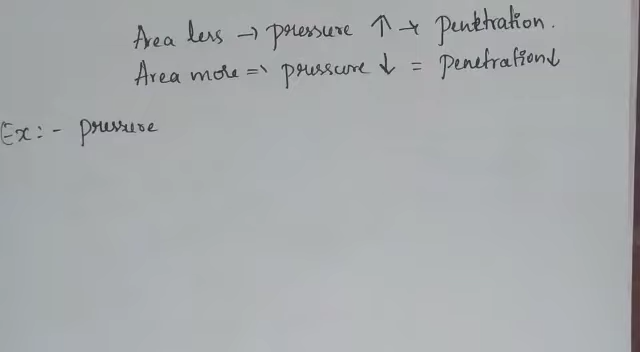 Area less → pressure ↑ → penetration.
Area more ⇒ pressure ↓ = penetration↓
Ex:- pressure